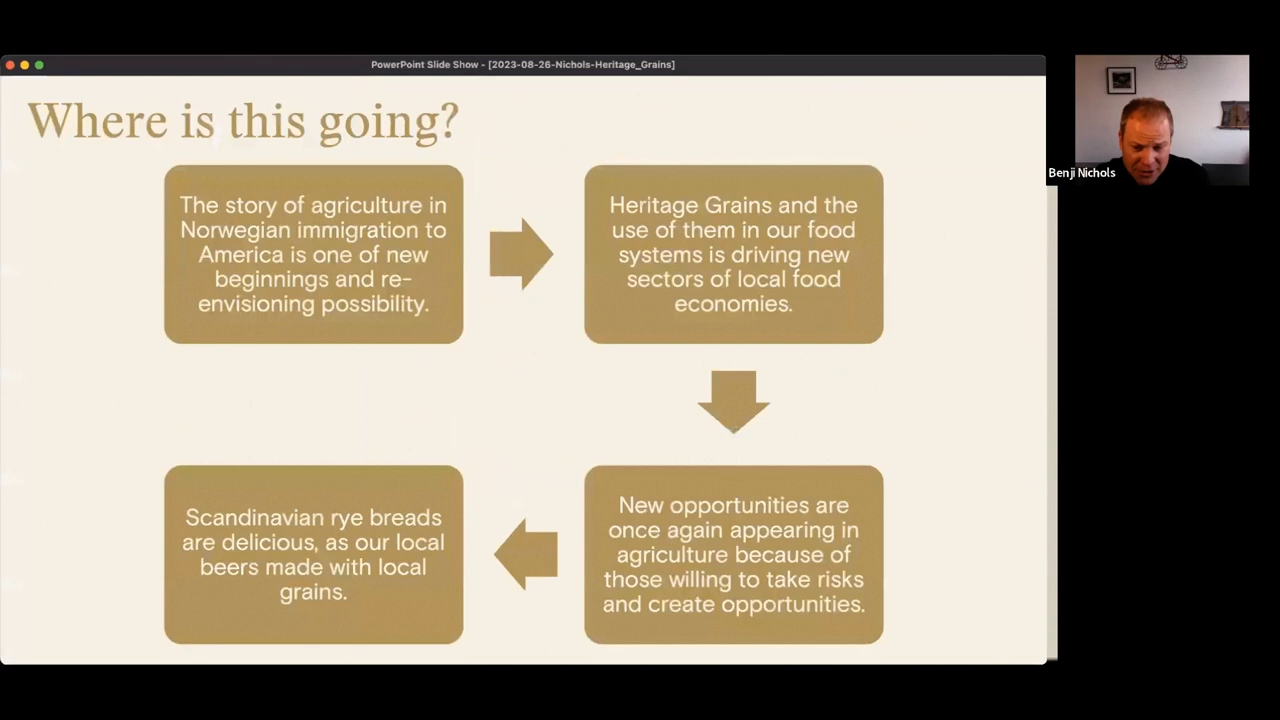 PowerPoint Slide Show - [2023-08-26-Nichols-Heritage_Grains]
Where is this going?
The story of agriculture in
Norwegian immigration to
America is one of new
beginnings and re-
envisioning possibility.
Heritage Grains and the
use of them in our food
systems is driving new
sectors of local food
economies.
New opportunities are
once again appearing in
agriculture because of
those willing to take risks
and create opportunities.
Scandinavian rye breads
are delicious, as our local
beers made with local
grains.
Benji Nichols